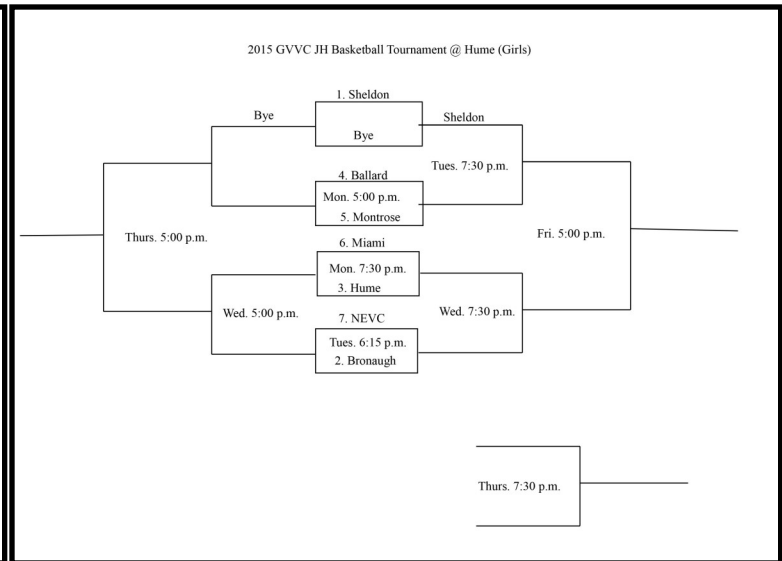 2015 GVVC JH Basketball Tournament @ Hume (Girls)
1. Sheldon
Bye
Sheldon
Bye
Tues. 7:30 p.m.
4. Ballard
Mon. 5:00 p.m.
5. Montrose
Thurs. 5:00 p.m.
Fri. 5:00 p.m.
6. Miami
Mon. 7:30 p.m.
3. Hume
Wed. 5:00 p.m.
Wed. 7:30 p.m.
7. NEVC
Tues. 6:15 p.m.
2. Bronaugh
Thurs. 7:30 p.m.